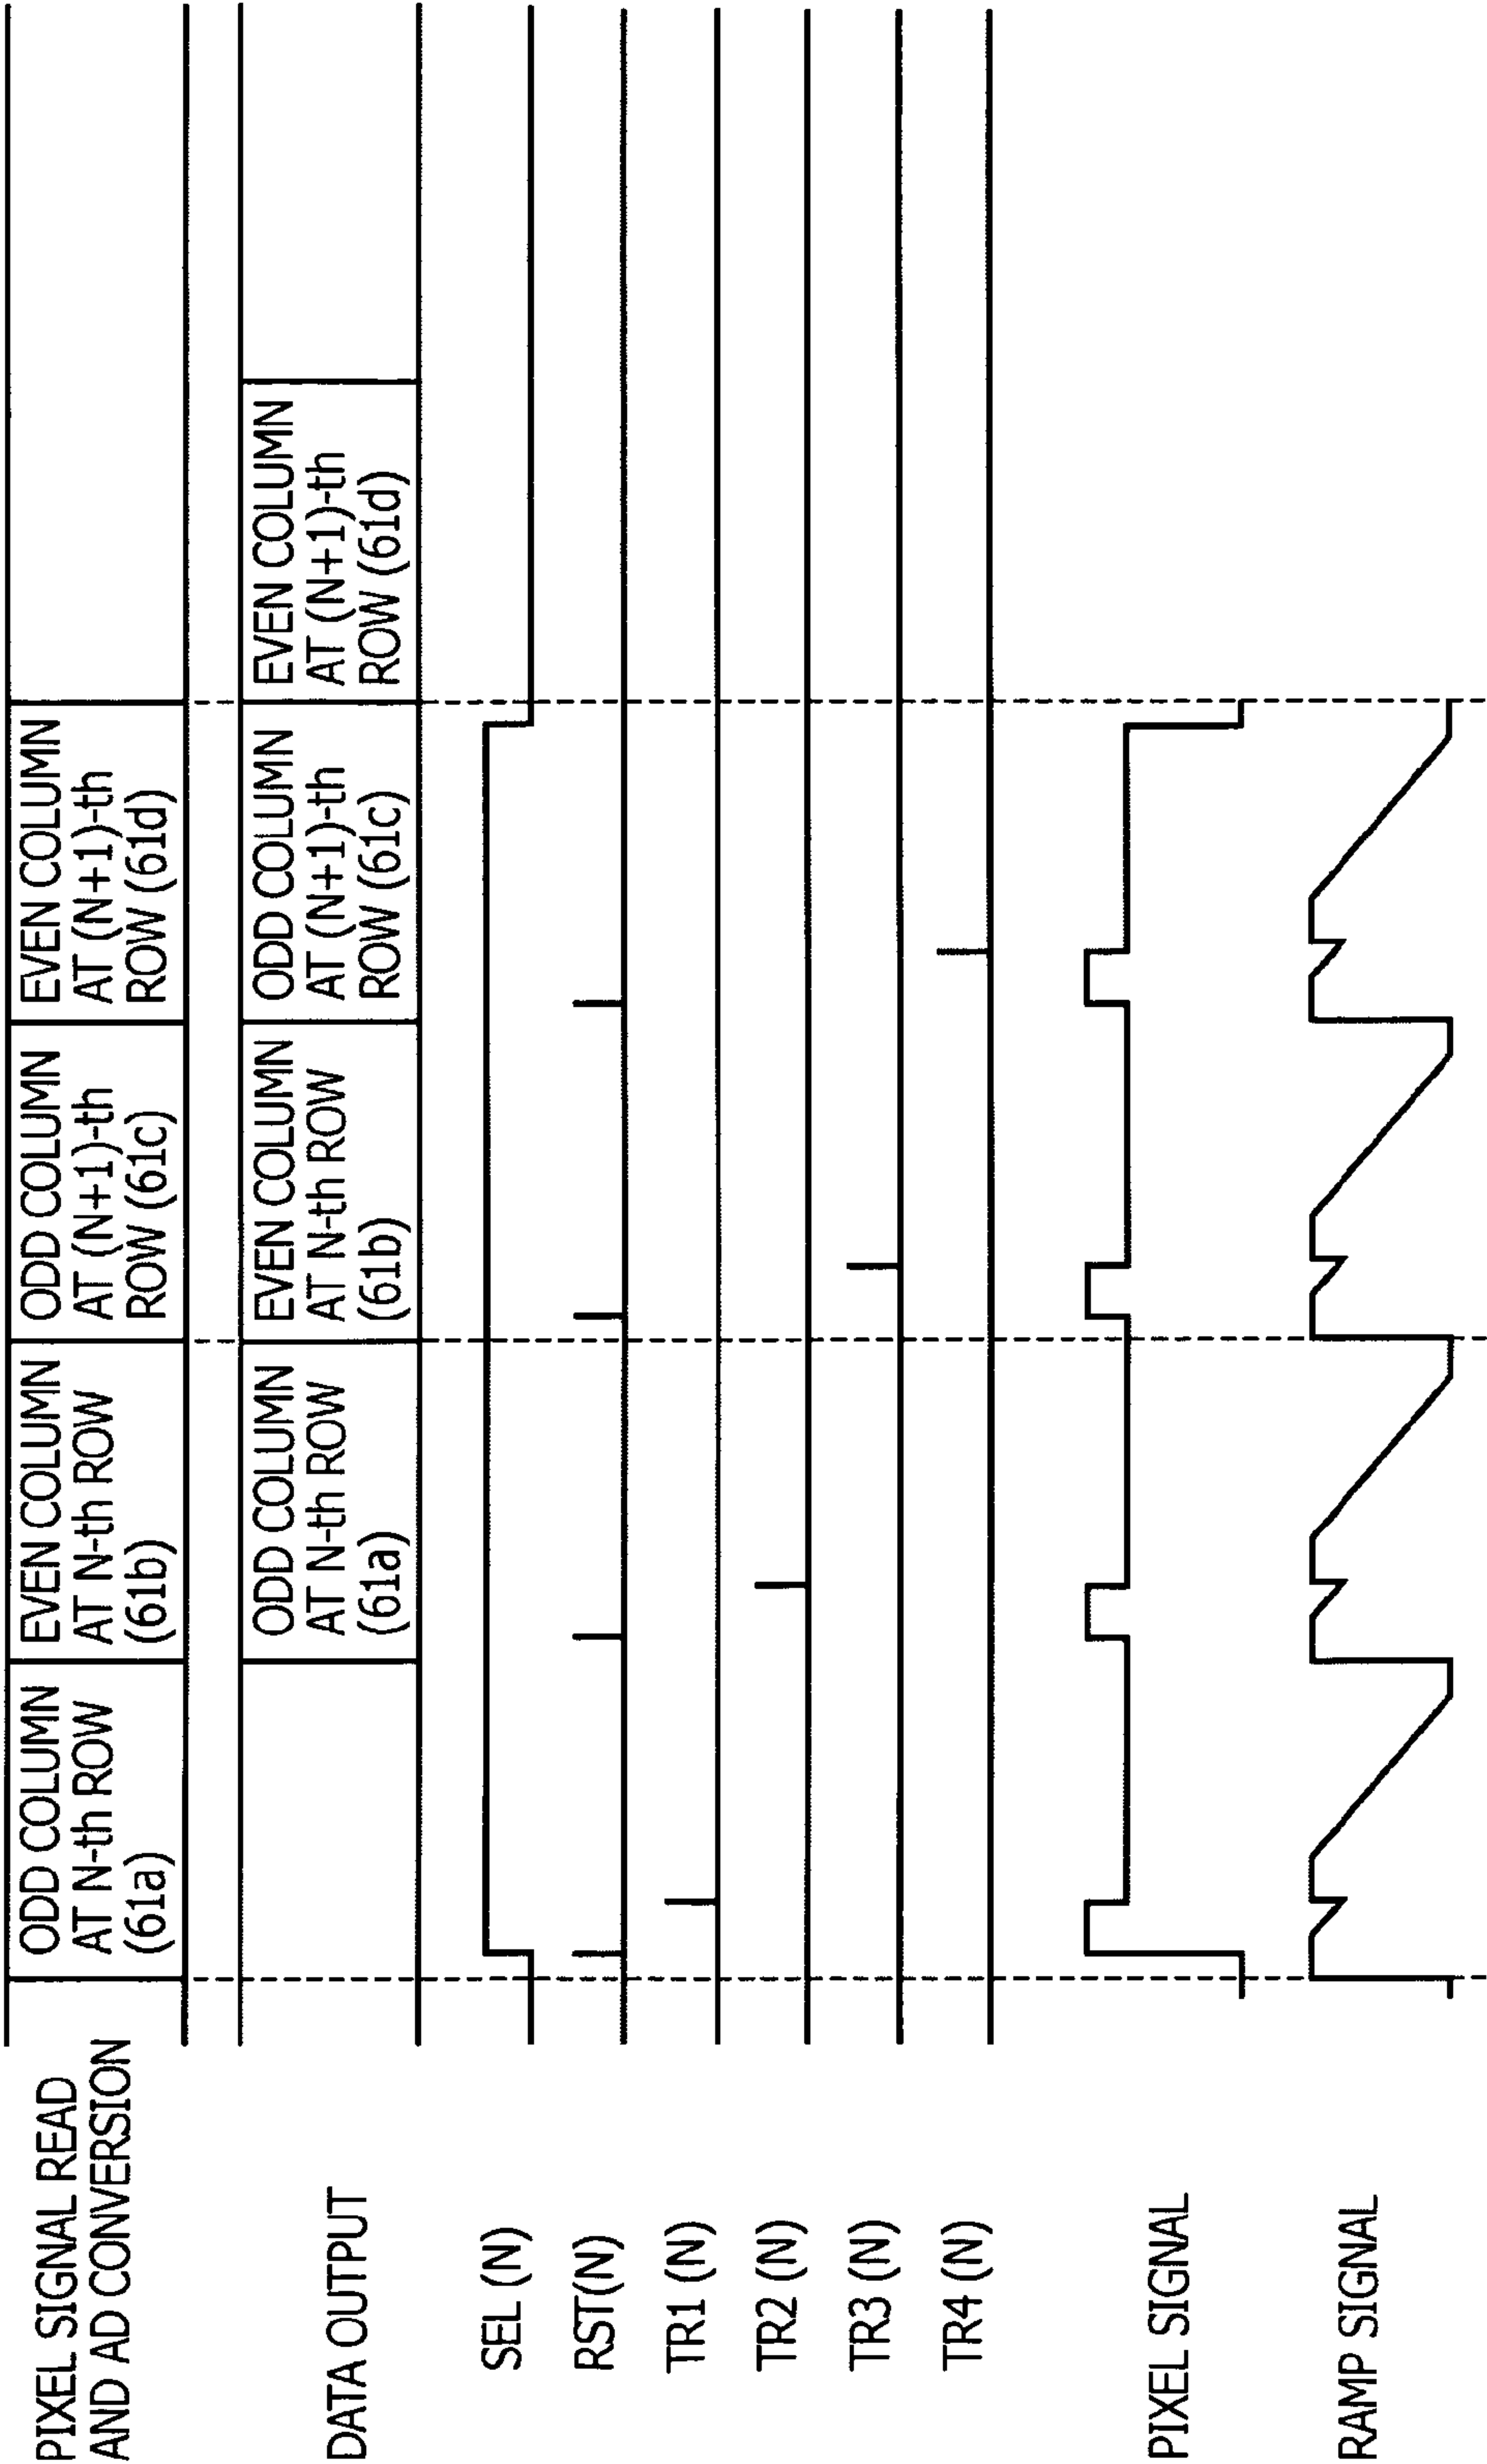 PIXEL SIGNAL READ
AND AD CONVERSION
ODD COLUMN
AT N-th ROW
(61a)
EVEN COLUMN
AT N-th ROW
(61b)
ODD COLUMN
AT (N+1)-th
ROW (61c)
EVEN COLUMN
AT (N+1)-th
ROW (61d)
DATA OUTPUT
ODD COLUMN
AT N-th ROW
(61a)
EVEN COLUMN
AT N-th ROW
(61b)
ODD COLUMN
AT (N+1)-th
ROW (61c)
EVEN COLUMN
AT (N+1)-th
ROW (61d)
SEL (N)
RST(N)
TR1 (N)
TR2 (N)
TR3 (N)
TR4 (N)
PIXEL SIGNAL
RAMP SIGNAL